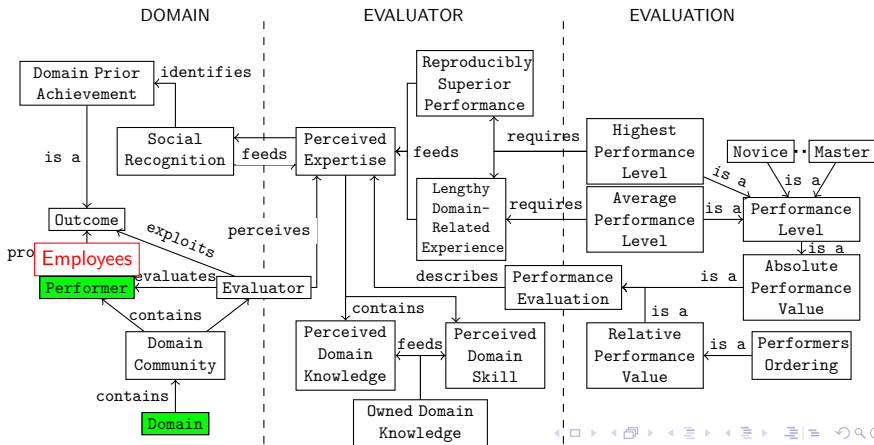 DOMAIN
EVALUATOR
EVALUATION
Domain Prior
Achievement
identifies
Social
Recognition
is a
feeds
Perceived
Expertise
feeds
Reproducibly
Superior
Performance
requires
Highest
Performance
Level
Novice
Master
is a
is a
Lengthy
Domain-
Related
Experience
requires
Average
Performance
Level
is a
Performance
Level
is a
Outcome
exploits
perceives
pro
Employees
Performer
evaluates
Evaluator
describes
Performance
Evaluation
is a
Absolute
Performance
Value
contains
contains
is a
Domain
Community
Perceived
Domain
Knowledge
feeds
Perceived
Domain
Skill
Relative
Performance
Value
is a
Performers
Ordering
contains
Domain
Owned Domain
Knowledge